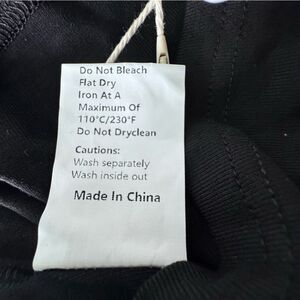 Do Not Bleach
Flat Dry
Iron At A
Maximum Of
110°C/230°F
Do Not Dryclean
Cautions:
Wash separately
Wash inside out
Made In China